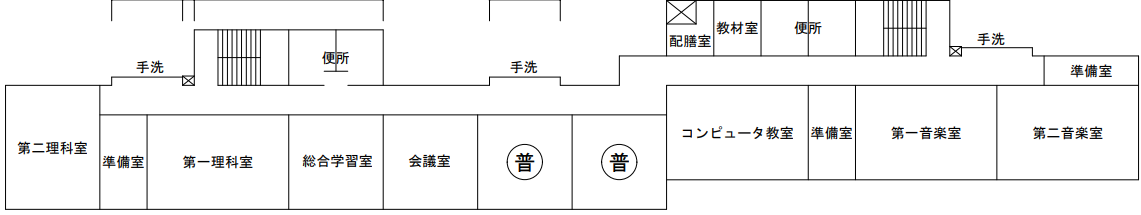 配膳室
教材室
便所
手洗
便所
手洗
手洗
準備室
第二理科室
準備室
第一理科室
総合学習室
会議室
普
普
コンピュータ教室
準備室
第一音楽室
第二音楽室